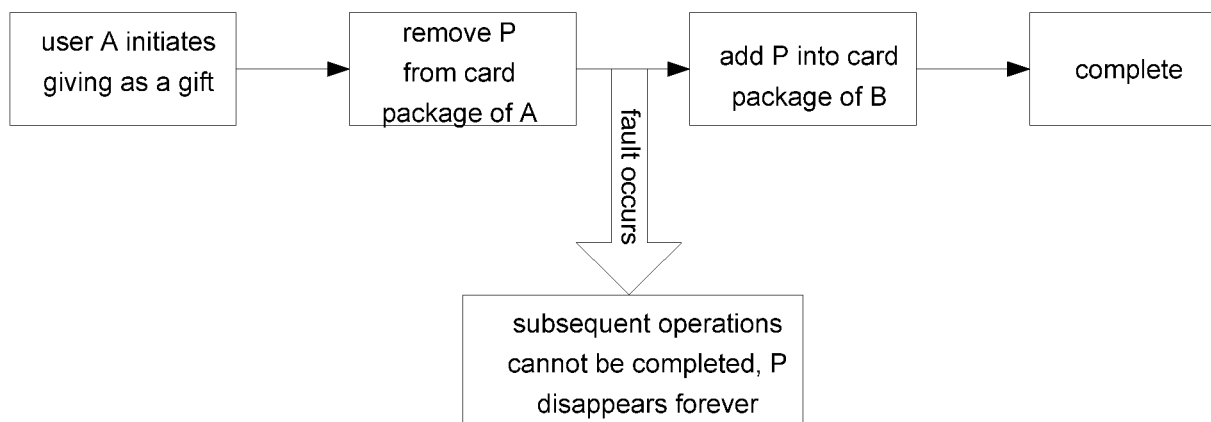 user A initiates
giving as a gift
remove P
from card
package of A
add P into card
package of B
complete
fault occurs
subsequent operations
cannot be completed, P
disappears forever